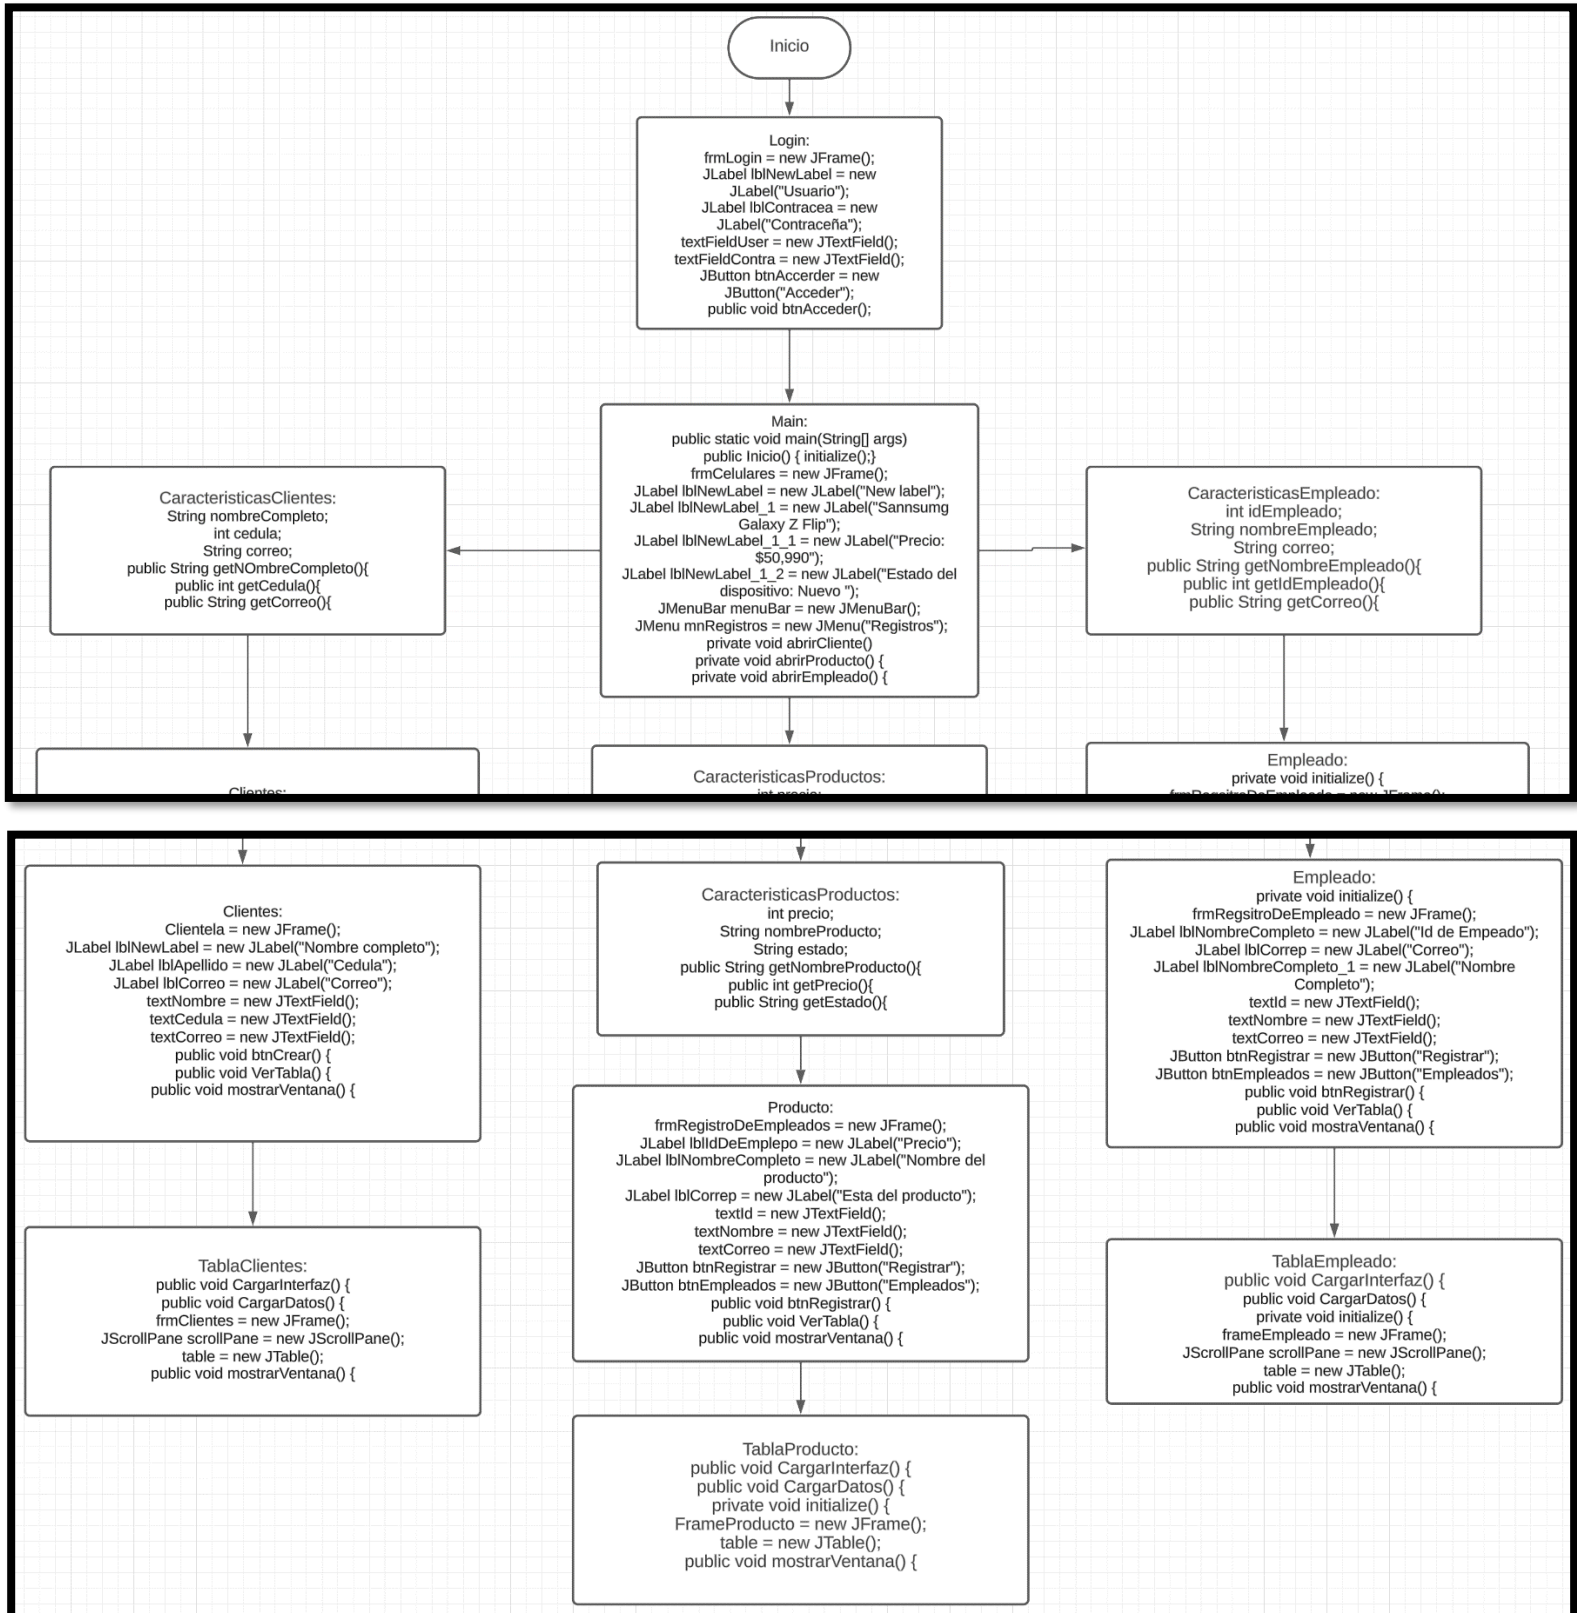 Inicio
Login:
frmLogin = new JFrame();
JLabel lblNewLabel = new
JLabel("Usuario");
JLabel lblContracea = new
JLabel("Contraceña");
textFieldUser = new JTextField();
textFieldContra = new JTextField();
JButton btnAccerder = new
JButton("Acceder");
public void btnAcceder();
Main:
public static void main(String[] args)
public Inicio() { initialize();}
frmCelulares = new JFrame();
JLabel lblNewLabel = new JLabel("New label");
JLabel lblNewLabel_1 = new JLabel("Sannsumg
Galaxy Z Flip");
JLabel lblNewLabel_1_1 = new JLabel("Precio:
$50,990");
JLabel lblNewLabel_1_2 = new JLabel("Estado del
dispositivo: Nuevo ");
JMenuBar menuBar = new JMenuBar();
JMenu mnRegistros = new JMenu("Registros");
private void abrirCliente()
private void abrirProducto() {
private void abrirEmpleado() {
CaracteristicasClientes:
String nombreCompleto;
int cedula;
String correo;
public String getNOmbreCompleto(){
public int getCedula(){
public String getCorreo(){
CaracteristicasEmpleado:
int idEmpleado;
String nombreEmpleado;
String correo;
public String getNombreEmpleado(){
public int getIdEmpleado(){
public String getCorreo(){
Clientes:
CaracteristicasProductos:
int precio;
Empleado:
private void initialize() {
frmRegsitroDeEmpleado = new JFrame();
Clientes:
Clientela = new JFrame();
JLabel lblNewLabel = new JLabel("Nombre completo");
JLabel lblApellido = new JLabel("Cedula");
JLabel lblCorreo = new JLabel("Correo");
textNombre = new JTextField();
textCedula = new JTextField();
textCorreo = new JTextField();
public void btnCrear() {
public void VerTabla() {
public void mostrarVentana() {
CaracteristicasProductos:
int precio;
String nombreProducto;
String estado;
public String getNombreProducto(){
public int getPrecio(){
public String getEstado(){
Empleado:
private void initialize() {
frmRegsitroDeEmpleado = new JFrame();
JLabel lblNombreCompleto = new JLabel("Id de Empeado");
JLabel lblCorrep = new JLabel("Correo");
JLabel lblNombreCompleto_1 = new JLabel("Nombre
Completo");
textId = new JTextField();
textNombre = new JTextField();
textCorreo = new JTextField();
JButton btnRegistrar = new JButton("Registrar");
JButton btnEmpleados = new JButton("Empleados");
public void btnRegistrar() {
public void VerTabla() {
public void mostraVentana() {
Producto:
frmRegistroDeEmpleados = new JFrame();
JLabel lblIdDeEmplepo = new JLabel("Precio");
JLabel lblNombreCompleto = new JLabel("Nombre del
producto");
JLabel lblCorrep = new JLabel("Esta del producto");
textId = new JTextField();
textNombre = new JTextField();
textCorreo = new JTextField();
JButton btnRegistrar = new JButton("Registrar");
JButton btnEmpleados = new JButton("Empleados");
public void btnRegistrar() {
public void VerTabla() {
public void mostrarVentana() {
TablaClientes:
public void CargarInterfaz() {
public void CargarDatos() {
frmClientes = new JFrame();
JScrollPane scrollPane = new JScrollPane();
table = new JTable();
public void mostrarVentana() {
TablaEmpleado:
public void CargarInterfaz() {
public void CargarDatos() {
private void initialize() {
frameEmpleado = new JFrame();
JScrollPane scrollPane = new JScrollPane();
table = new JTable();
public void mostrarVentana() {
TablaProducto:
public void CargarInterfaz() {
public void CargarDatos() {
private void initialize() {
FrameProducto = new JFrame();
table = new JTable();
public void mostrarVentana() {